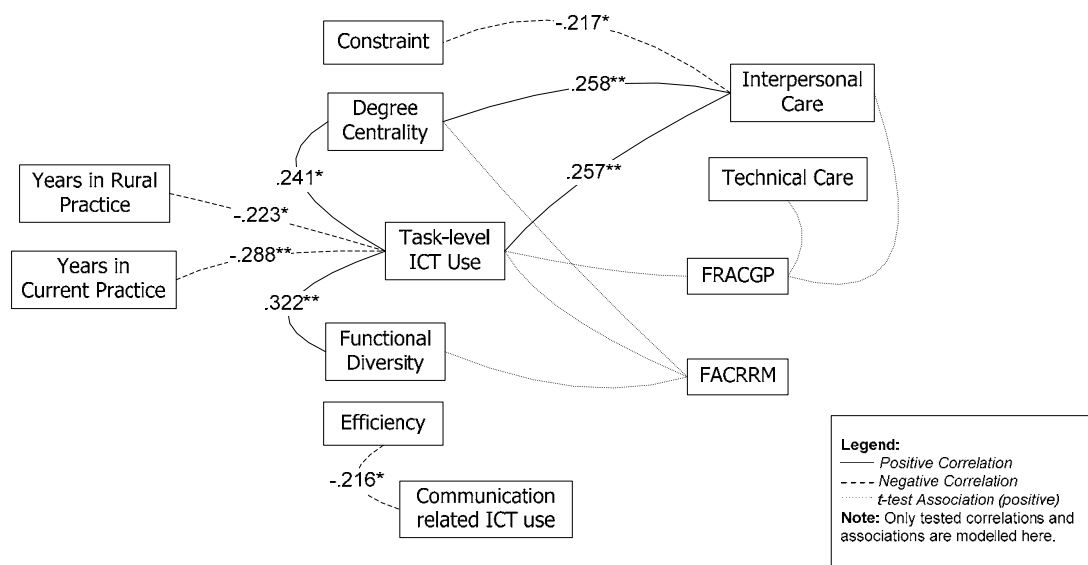 Constraint
-.217*
Interpersonal
Care
Degree
Centrality
.258**
.257**
Technical Care
Years in Rural
Practice
.241*
-.223*
Years in
Current Practice
-.288**
Task-level
ICT Use
FRACGP
.322**
Functional
Diversity
FACRRM
Efficiency
-.216*
Communication
related ICT use
Legend:
Positive Correlation
Negative Correlation
t-test Association (positive)
Note: Only tested correlations and
associations are modelled here.